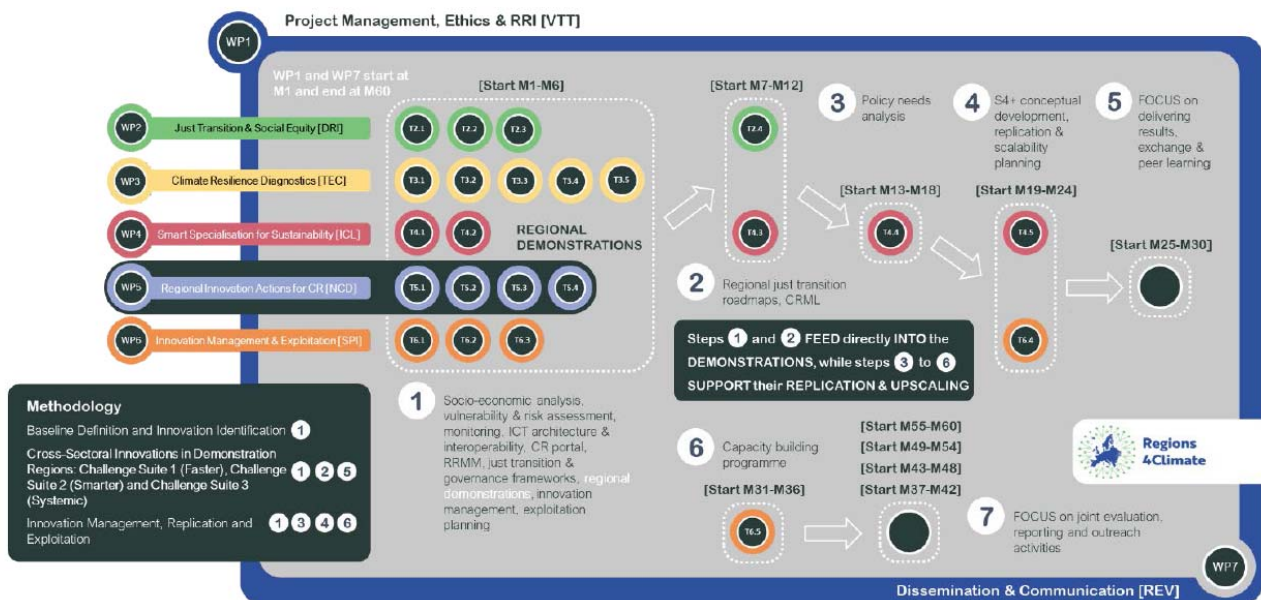 Project Management, Ethics & RRI [VTT]
WP1
WP1 and WP7 start at
M1 and end at M60
[Start M1-M6]
[Start M7-M12]
3
Policy needs
analysis
4
S4+ conceptual
development,
replication &
scalability
planning
5
FOCUS on
delivering
results,
exchange &
peer learning
WP2
Just Transition & Social Equity [DRI]
T2.1
T2.2
T2.3
T2.4
WP3
Climate Resilience Diagnostics [TEC]
T3.1
T3.2
T3.3
T3.4
T3.5
[Start M13-M18]
[Start M19-M24]
WP4
Smart Specialisation for Sustainability [ICL]
T4.1
T4.2
REGIONAL
DEMONSTRATIONS
T4.3
T4.4
T4.5
[Start M25-M30]
WP5
Regional Innovation Actions for CR [NCD]
T5.1
T5.2
T5.3
T5.4
2
Regional just transition
roadmaps, CRML
WP6
Innovation Management & Exploitation [SPI]
T6.1
T6.2
T6.3
T6.4
Steps 1 and 2 FEED directly INTO the
DEMONSTRATIONS, while steps 3 to 6
SUPPORT their REPLICATION & UPSCALING
Methodology
Baseline Definition and Innovation Identification 1
Cross-Sectoral Innovations in Demonstration
Regions: Challenge Suite 1 (Faster), Challenge
Suite 2 (Smarter) and Challenge Suite 3
(Systemic)
1 2 5
Innovation Management, Replication and
Exploitation
1 3 4 6
1
Socio-economic analysis,
vulnerability & risk assessment,
monitoring, ICT architecture &
interoperability, CR portal,
RRMM, just transition &
governance frameworks, regional
demonstrations, innovation
management, exploitation
planning
6
Capacity building
programme
[Start M31-M36]
T6.5
[Start M55-M60]
[Start M49-M54]
[Start M43-M48]
[Start M37-M42]
7
FOCUS on joint evaluation,
reporting and outreach
activities
Regions
4Climate
WP7
Dissemination & Communication [REV]